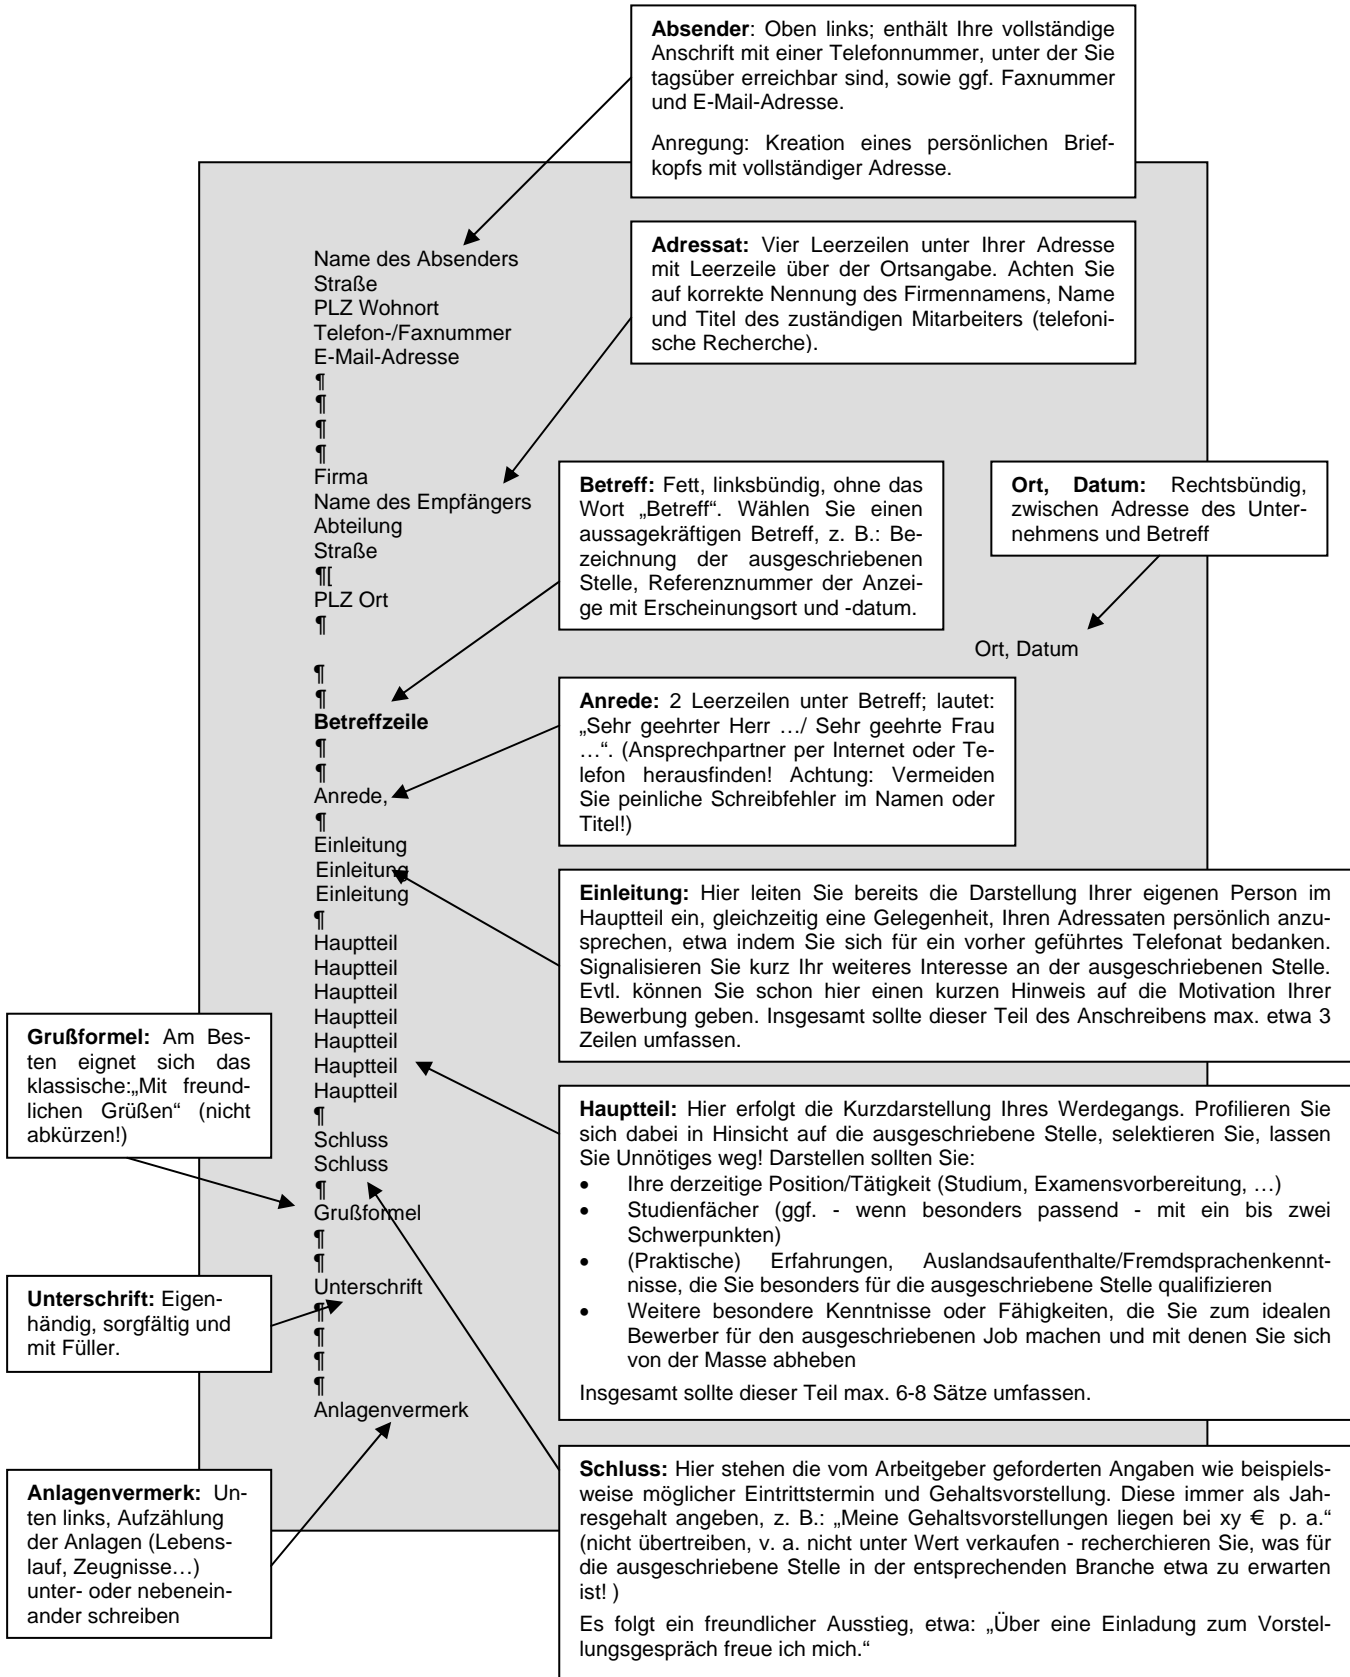 Absender: Oben links; enthält Ihre vollständige
Anschrift mit einer Telefonnummer, unter der Sie
tagsüber erreichbar sind, sowie ggf. Faxnummer
und E-Mail-Adresse.
Anregung: Kreation eines persönlichen Brief-
kopfs mit vollständiger Adresse.
Name des Absenders
Straße
PLZ Wohnort
Telefon-/Faxnummer
E-Mail-Adresse
¶
¶
¶
¶
Adressat: Vier Leerzeilen unter Ihrer Adresse
mit Leerzeile über der Ortsangabe. Achten Sie
auf korrekte Nennung des Firmennamens, Name
und Titel des zuständigen Mitarbeiters (telefoni-
sche Recherche).
Firma
Name des Empfängers
Abteilung
Straße
¶[
PLZ Ort
¶
Betreff: Fett, linksbündig, ohne das
Wort „Betreff“. Wählen Sie einen
aussagekräftigen Betreff, z. B.: Be-
zeichnung der ausgeschriebenen
Stelle, Referenznummer der Anzei-
ge mit Erscheinungsort und -datum.
Ort, Datum: Rechtsbündig,
zwischen Adresse des Unter-
nehmens und Betreff
Ort, Datum
¶
¶
Betreffzeile
¶
¶
Anrede,
¶
Anrede: 2 Leerzeilen unter Betreff; lautet:
„Sehr geehrter Herr …/ Sehr geehrte Frau
…“. (Ansprechpartner per Internet oder Te-
lefon herausfinden! Achtung: Vermeiden
Sie peinliche Schreibfehler im Namen oder
Titel!)
Einleitung
Einleitung
Einleitung
¶
Einleitung: Hier leiten Sie bereits die Darstellung Ihrer eigenen Person im
Hauptteil ein, gleichzeitig eine Gelegenheit, Ihren Adressaten persönlich anzu-
sprechen, etwa indem Sie sich für ein vorher geführtes Telefonat bedanken.
Signalisieren Sie kurz Ihr weiteres Interesse an der ausgeschriebenen Stelle.
Evtl. können Sie schon hier einen kurzen Hinweis auf die Motivation Ihrer
Bewerbung geben. Insgesamt sollte dieser Teil des Anschreibens max. etwa 3
Zeilen umfassen.
Hauptteil
Hauptteil
Hauptteil
Hauptteil
Hauptteil
Hauptteil
Hauptteil
¶
Grußformel: Am Bes-
ten eignet sich das
klassische:„Mit freund-
lichen Grüßen“ (nicht
abkürzen!)
Hauptteil: Hier erfolgt die Kurzdarstellung Ihres Werdegangs. Profilieren Sie
sich dabei in Hinsicht auf die ausgeschriebene Stelle, selektieren Sie, lassen
Sie Unnötiges weg! Darstellen sollten Sie:
• Ihre derzeitige Position/Tätigkeit (Studium, Examensvorbereitung, …)
• Studienfächer (ggf. - wenn besonders passend - mit ein bis zwei
Schwerpunkten)
• (Praktische) Erfahrungen, Auslandsaufenthalte/Fremdsprachenkennt-
nisse, die Sie besonders für die ausgeschriebene Stelle qualifizieren
• Weitere besondere Kenntnisse oder Fähigkeiten, die Sie zum idealen
Bewerber für den ausgeschriebenen Job machen und mit denen Sie sich
von der Masse abheben
Insgesamt sollte dieser Teil max. 6-8 Sätze umfassen.
Schluss
Schluss
¶
Grußformel
¶
¶
Unterschrift
¶
¶
¶
¶
Anlagenvermerk
Unterschrift: Eigen-
händig, sorgfältig und
mit Füller.
Anlagenvermerk: Un-
ten links, Aufzählung
der Anlagen (Lebens-
lauf, Zeugnisse…)
unter- oder nebenein-
ander schreiben
Schluss: Hier stehen die vom Arbeitgeber geforderten Angaben wie beispiels-
weise möglicher Eintrittstermin und Gehaltsvorstellung. Diese immer als Jah-
resgehalt angeben, z. B.: „Meine Gehaltsvorstellungen liegen bei xy € p. a.“
(nicht übertreiben, v. a. nicht unter Wert verkaufen - recherchieren Sie, was für
die ausgeschriebene Stelle in der entsprechenden Branche etwa zu erwarten
ist! )
Es folgt ein freundlicher Ausstieg, etwa: „Über eine Einladung zum Vorstel-
lungsgespräch freue ich mich.“